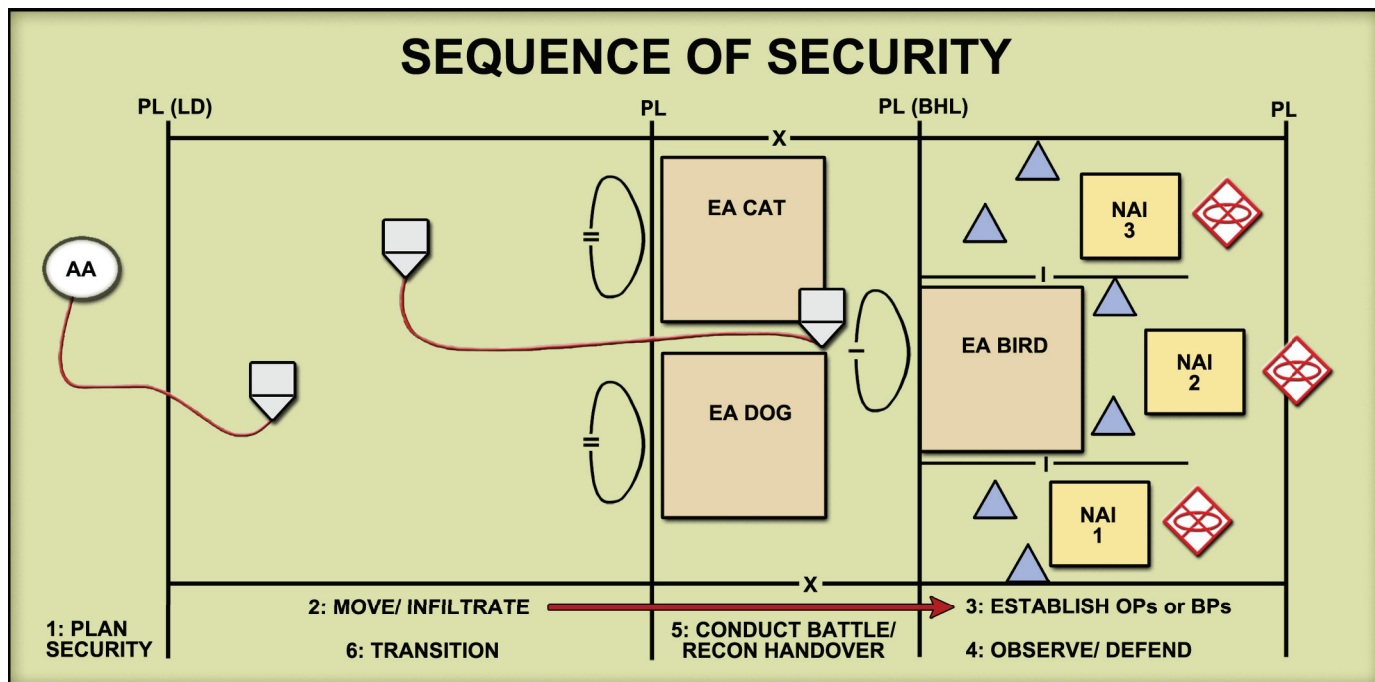 SEQUENCE OF SECURITY
PL (LD)
PL
PL (BHL)
PL
X
EA CAT
NAI
3
AA
=
I
EA BIRD
NAI
2
I
EA DOG
=
I
NAI
1
X
2: MOVE/ INFILTRATE
3: ESTABLISH OPs or BPs
1: PLAN
SECURITY
6: TRANSITION
5: CONDUCT BATTLE/
RECON HANDOVER
4: OBSERVE/ DEFEND